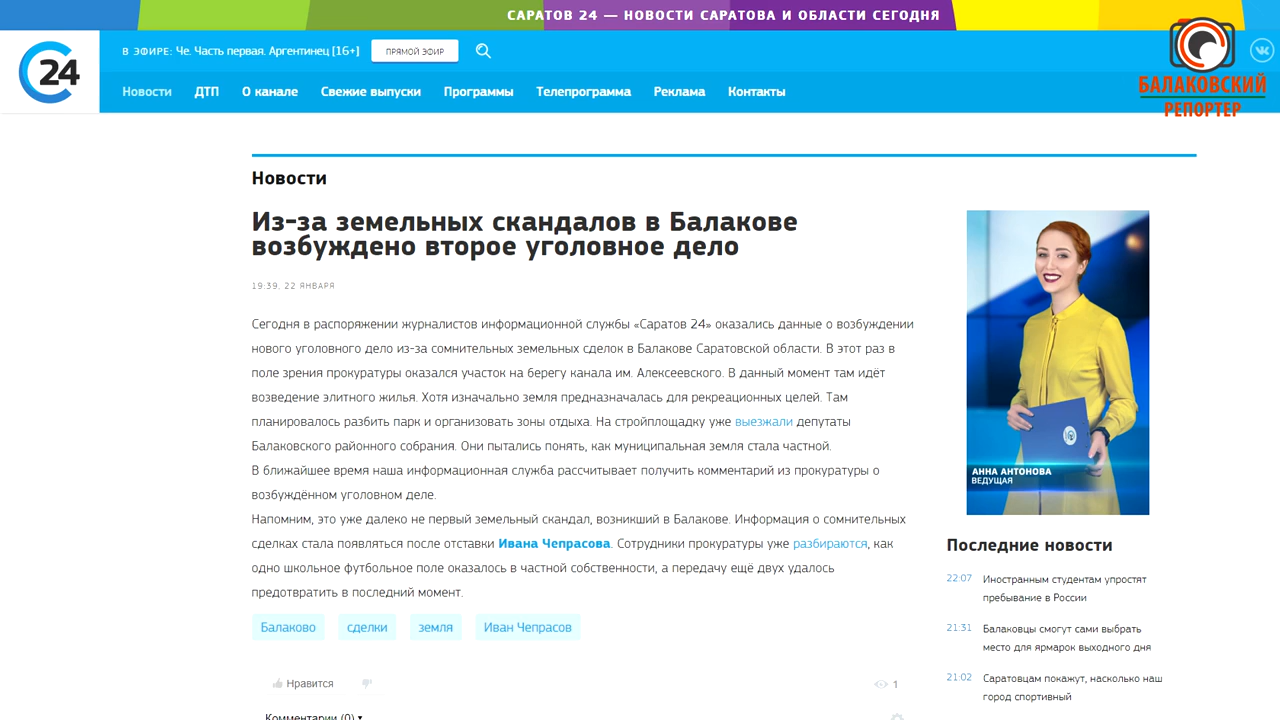 САРАТОВ 24 — НОВОСТИ САРАТОВА И ОБЛАСТИ СЕГОДНЯ
24
В ЭФИРЕ: Че. Часть первая. Аргентинец [16+]
ПРЯМОЙ ЭФИР
Новости ДТП О канале Свежие выпуски Программы Телепрограмма Реклама Контакты
БАЛАКОВСКИЙ
РЕПОРТЕР
Новости
Из-за земельных скандалов в Балакове
возбуждено второе уголовное дело
19:39, 22 ЯНВАРЯ
Сегодня в распоряжении журналистов информационной службы «Саратов 24» оказались данные о возбуждении
нового уголовного дело из-за сомнительных земельных сделок в Балакове Саратовской области. В этот раз в
поле зрения прокуратуры оказался участок на берегу канала им. Алексеевского. В данный момент там идёт
возведение элитного жилья. Хотя изначально земля предназначалась для рекреационных целей. Там
планировалось разбить парк и организовать зоны отдыха. На стройплощадку уже выезжали депутаты
Балаковского районного собрания. Они пытались понять, как муниципальная земля стала частной.
В ближайшее время наша информационная служба рассчитывает получить комментарий из прокуратуры о
возбуждённом уголовном деле.
Напомним, это уже далеко не первый земельный скандал, возникший в Балакове. Информация о сомнительных
сделках стала появляться после отставки Ивана Чепрасова. Сотрудники прокуратуры уже разбираются, как
одно школьное футбольное поле оказалось в частной собственности, а передачу ещё двух удалось
предотвратить в последний момент.
Балаково сделки земля Иван Чепрасов
Нравится
1
Комментарии (0)
АННА АНТОНОВА
ВЕДУЩАЯ
Последние новости
22:07 Иностранным студентам упростят
пребывание в России
21:31 Балаковцы смогут сами выбрать
место для ярмарок выходного дня
21:02 Саратовцам покажут, насколько наш
город спортивный